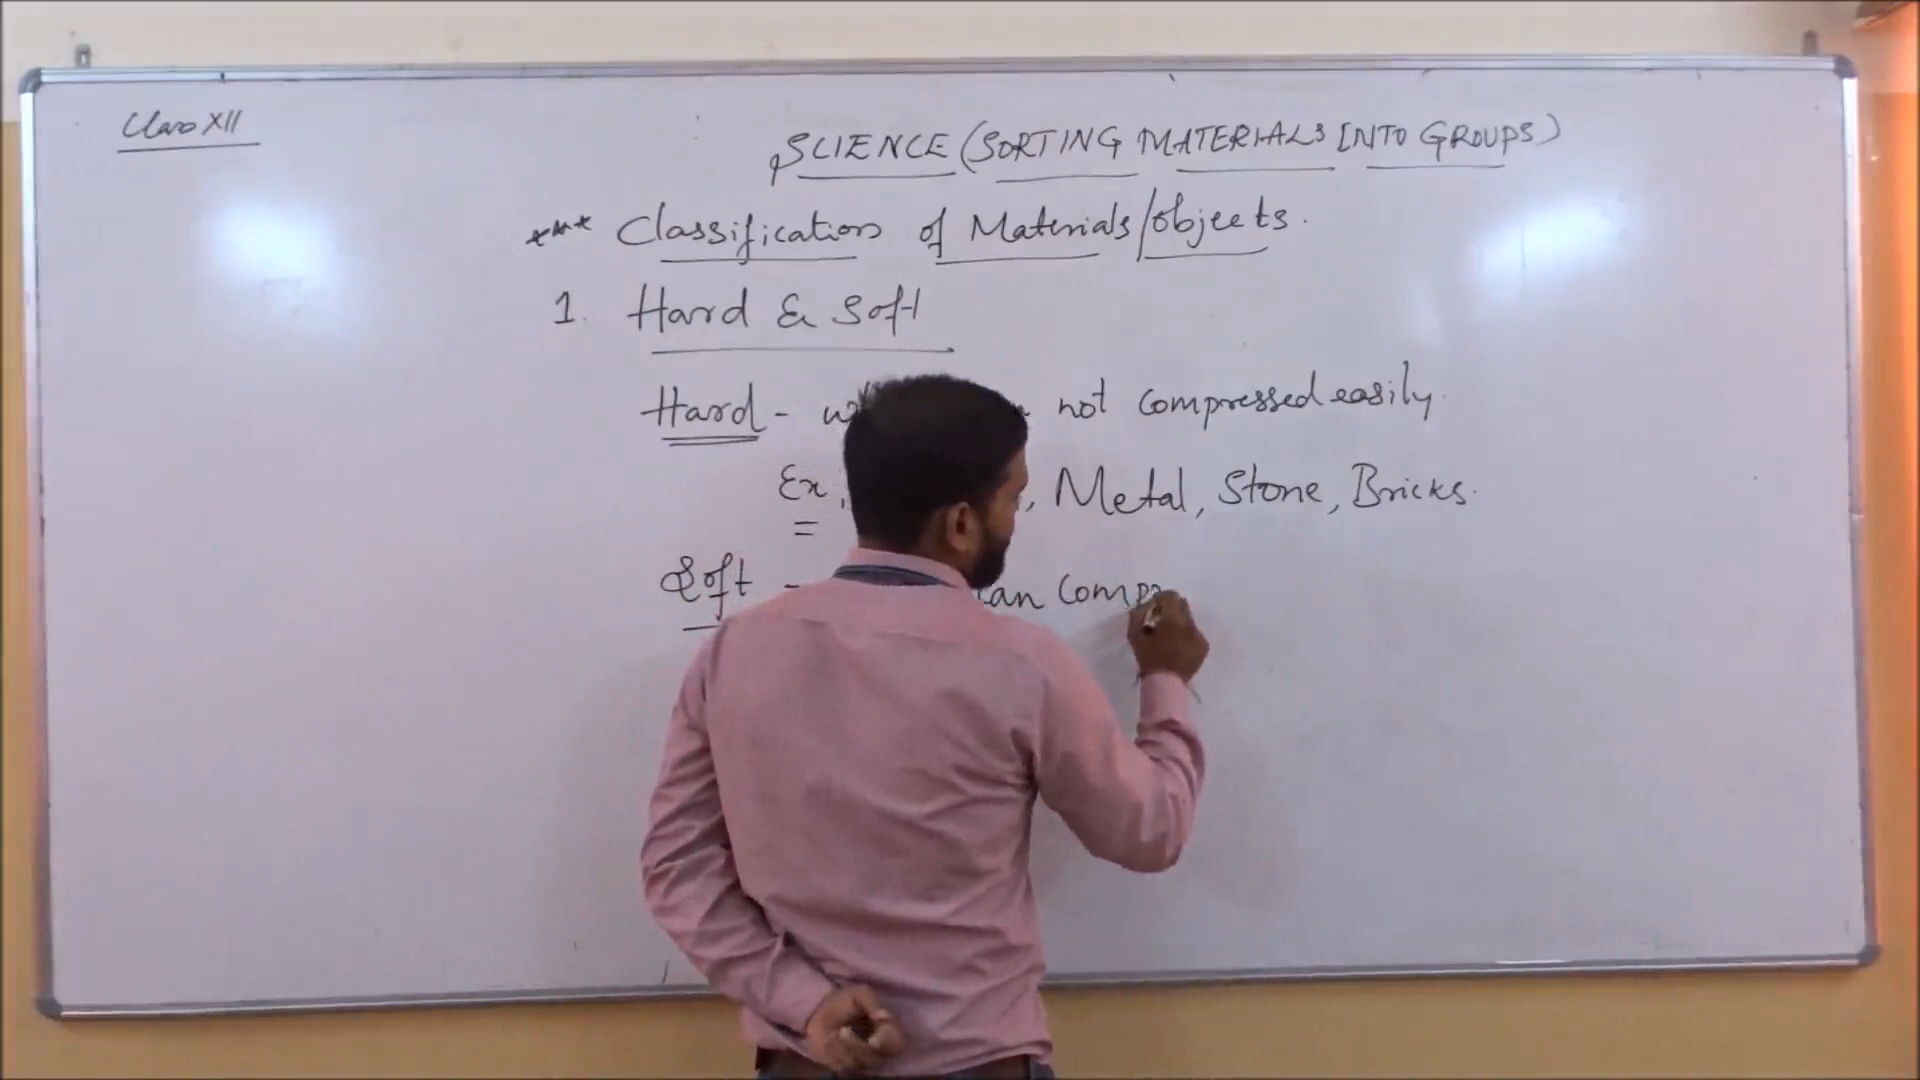 Class XII
SCIENCE (SORTING MATERIALS INTO GROUPS)
*** Classification of Materials/objects.
1. Hard & Soft
Hard - not compressed easily.
Ex , Metal, Stone, Bricks.
Soft - can Comp